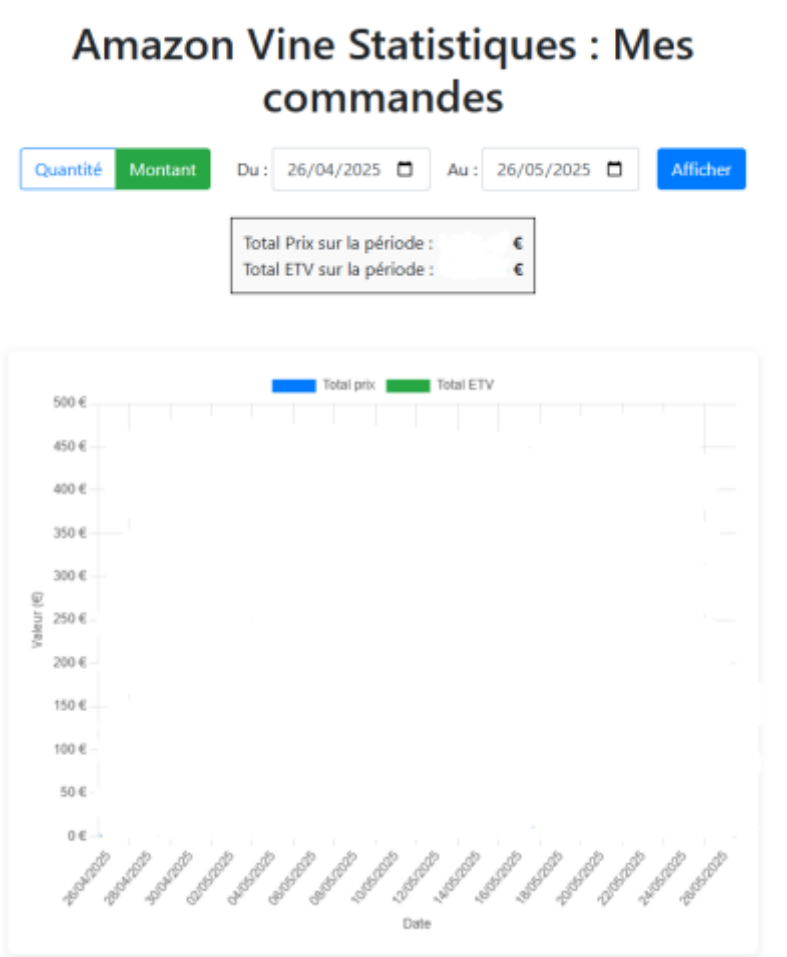 Amazon Vine Statistiques : Mes
commandes
Quantité Montant Du : 26/04/2025 Au : 26/05/2025 Afficher
Total Prix sur la période : €
Total ETV sur la période : €
Total prix Total ETV
500 €
450 €
400 €
350 €
300 €
250 €
200 €
150 €
100 €
50 €
0 €
Valeur (€)
26/04/2025 28/04/2025 30/04/2025 02/05/2025 04/05/2025 06/05/2025 08/05/2025 10/05/2025 12/05/2025 14/05/2025 16/05/2025 18/05/2025 20/05/2025 22/05/2025 24/05/2025 26/05/2025
Date